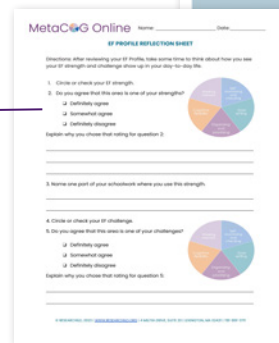 MetaCOG Online
Name: Date:
EF PROFILE REFLECTION SHEET
Directions: After reviewing your EF Profile, take some time to think about how you see
your EF strength and challenge show up in your day-to-day life.
1. Circle or check your EF strength.
2. Do you agree that this area is one of your strengths?
Definitely agree
Somewhat agree
Definitely disagree
Explain why you chose that rating for question 2:
3. Name one part of your schoolwork where you use this strength.
4. Circle or check your EF challenge.
5. Do you agree that this area is one of your challenges?
Definitely agree
Somewhat agree
Definitely disagree
Explain why you chose that rating for question 5: